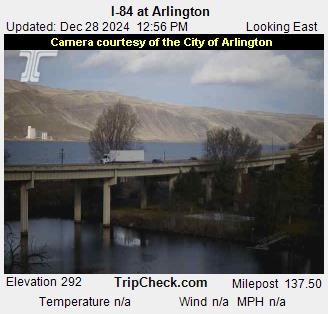 I-84 at Arlington
Updated: Dec 28 2024 12:56 PM Looking East
Camera courtesy of the City of Arlington
Elevation 292 TripCheck.com Milepost 137.50
Temperature n/a Wind n/a MPH n/a